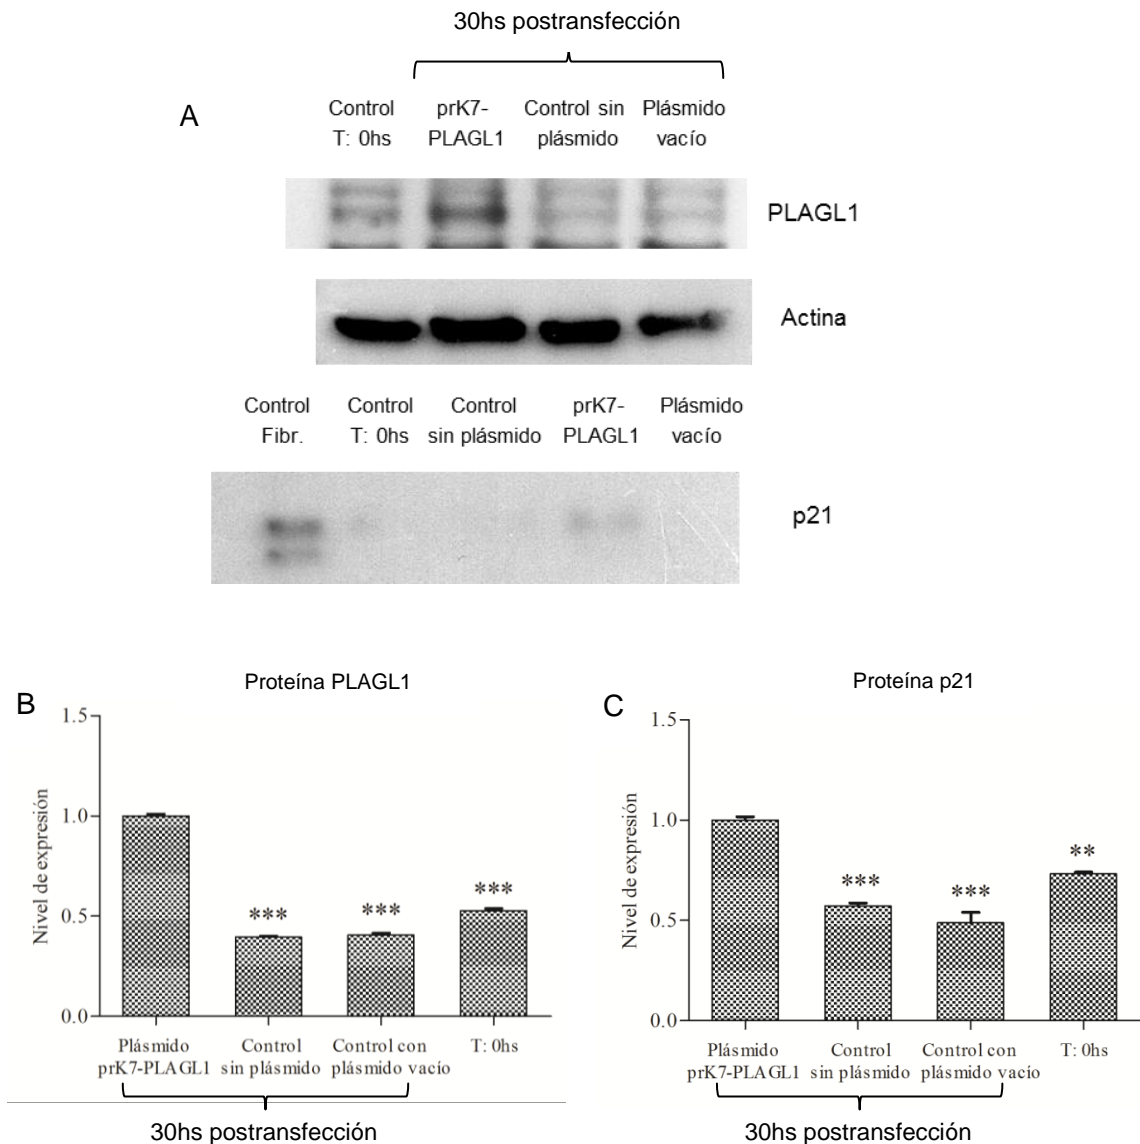 30hs postransfección
A
Control prK7- Control sin Plásmido
T: 0hs PLAGL1 plásmido vacío
PLAGL1
Actina
Control Control Control prK7- Plásmido
Fibr. T: 0hs sin plásmido PLAGL1 vacío
p21
B
Proteína PLAGL1
1.5
1.0
0.5
0.0
Nivel de expresión
*** *** ***
Plásmido Control Control con T: 0hs
prK7-PLAGL1 sin plásmido plásmido vacío
30hs postransfección
C
Proteína p21
1.5
1.0
0.5
0.0
Nivel de expresión
*** *** **
Plásmido Control Control con T: 0hs
prK7-PLAGL1 sin plásmido plásmido vacío
30hs postransfección